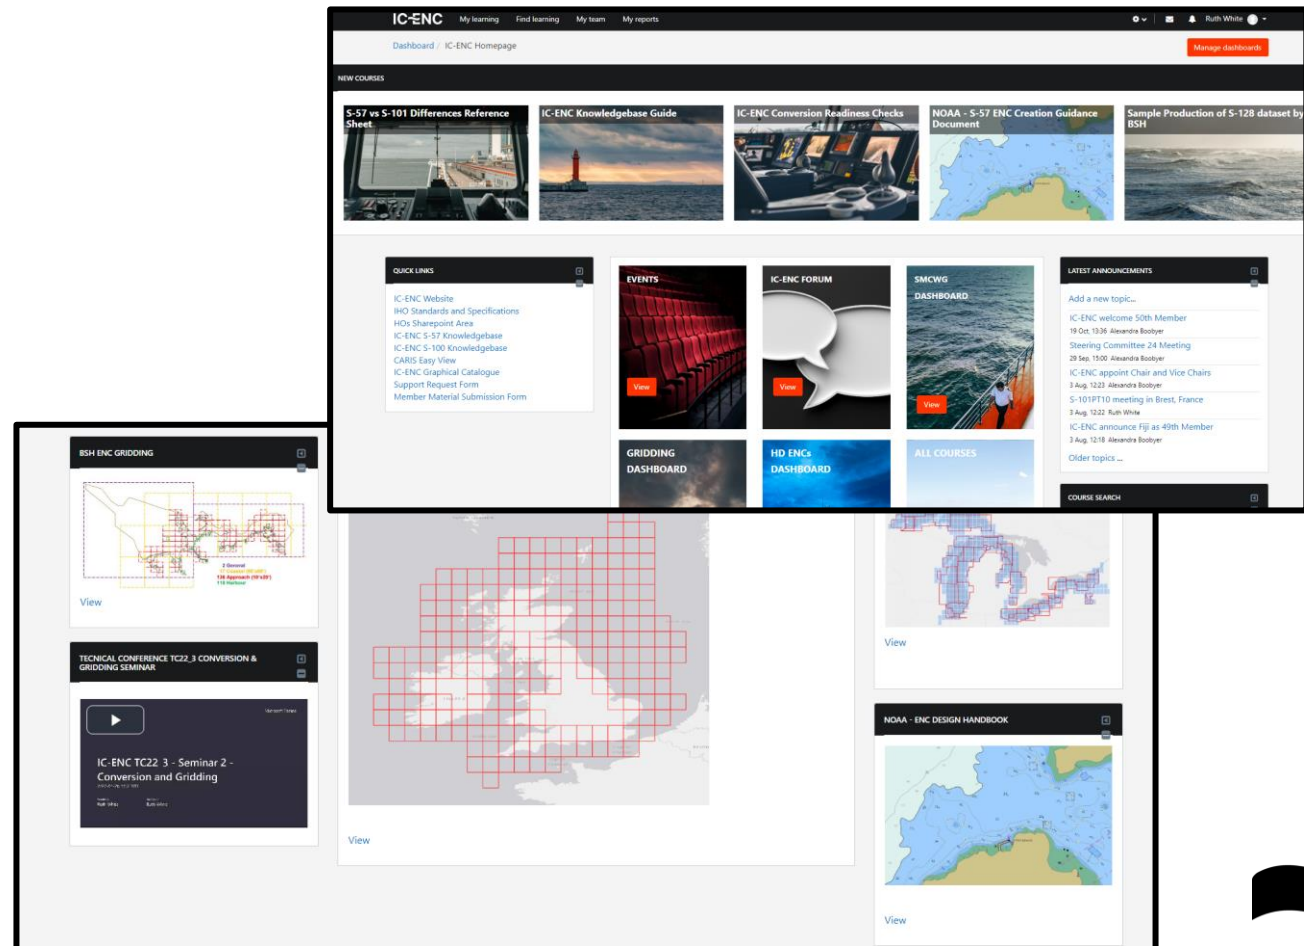 IC-ENC
My learning
Find learning
My team
My reports
Ruth White
Dashboard / IC-ENC Homepage
Manage dashboards
NEW COURSES
S-57 vs S-101 Differences Reference
Sheet
IC-ENC Knowledgebase Guide
IC-ENC Conversion Readiness Checks
NOAA - S-57 ENC Creation Guidance
Document
Sample Production of S-128 dataset by
BSH
QUICK LINKS
IC-ENC Website
IHO Standards and Specifications
HOs Sharepoint Area
IC-ENC S-57 Knowledgebase
IC-ENC S-100 Knowledgebase
CARIS Easy View
IC-ENC Graphical Catalogue
Support Request Form
Member Material Submission Form
EVENTS
View
IC-ENC FORUM
View
SMCWG
DASHBOARD
View
GRIDDING
DASHBOARD
HD ENCs
DASHBOARD
ALL COURSES
LATEST ANNOUNCEMENTS
Add a new topic...
IC-ENC welcome 50th Member
19 Oct, 13:36 Alexandra Boobyer
Steering Committee 24 Meeting
29 Sep, 15:00 Alexandra Boobyer
IC-ENC appoint Chair and Vice Chairs
3 Aug, 12:23 Alexandra Boobyer
S-101PT10 meeting in Brest, France
3 Aug, 12:22 Ruth White
IC-ENC announce Fiji as 49th Member
3 Aug, 12:18 Alexandra Boobyer
Older topics ...
COURSE SEARCH
BSH ENC GRIDDING
2 General
View
TECNICAL CONFERENCE TC22_3 CONVERSION &
GRIDDING SEMINAR
IC-ENC TC22_3 - Seminar 2 -
Conversion and Gridding
View
View
NOAA - ENC DESIGN HANDBOOK
View